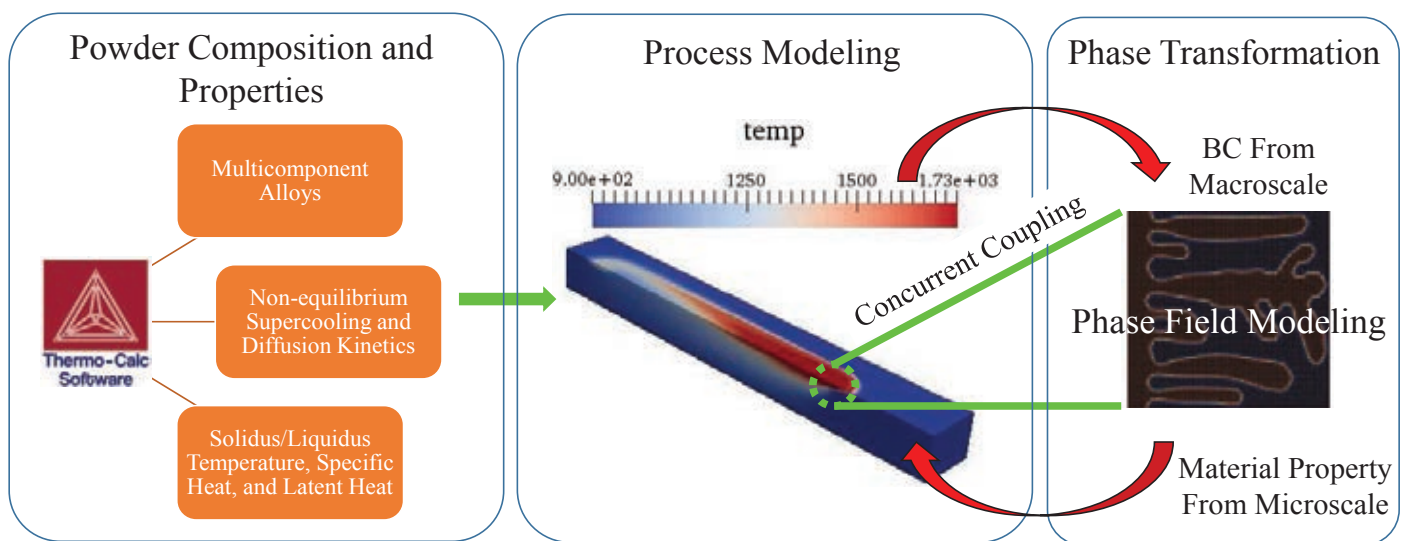 Powder Composition and
Properties
Multicomponent
Alloys
Non-equilibrium
Supercooling and
Diffusion Kinetics
Solidus/Liquidus
Temperature, Specific
Heat, and Latent Heat
Thermo-Calc
Software
Process Modeling
temp
9.00e+02 1250 1500 1.73e+03
Concurrent Coupling
Phase Transformation
BC From
Macroscale
Phase Field Modeling
Material Property
From Microscale